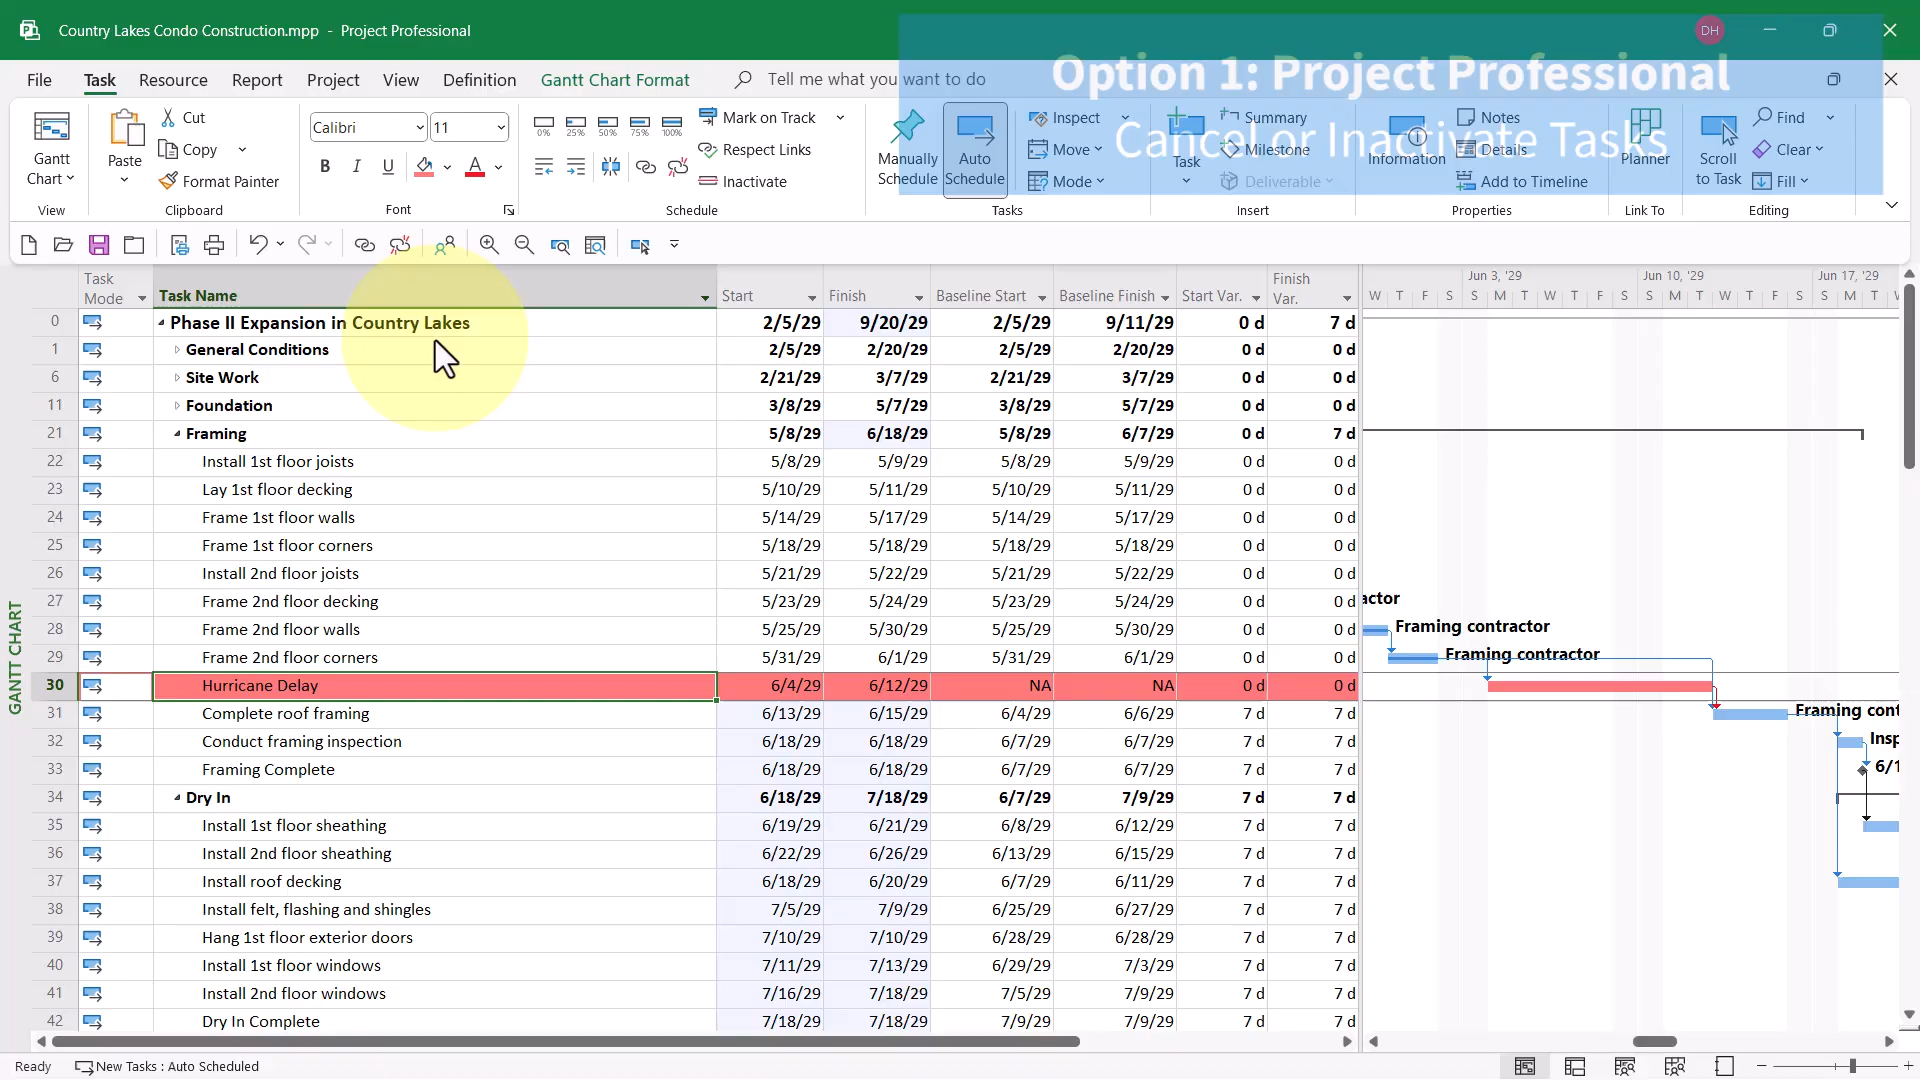 Country Lakes Condo Construction.mpp - Project Professional
DH
File Task Resource Report Project View Definition Gantt Chart Format Tell me what you want to do
Option 1: Project Professional
Cancel or Inactivate Tasks
Gantt Chart
View
Paste
Cut
Copy
Format Painter
Clipboard
Calibri 11
B I U A
Font
0% 25% 50% 75% 100%
Mark on Track
Respect Links
Inactivate
Schedule
Manually Schedule
Auto Schedule
Inspect
Move
Mode
Tasks
Task
Summary
Milestone
Deliverable
Insert
Information
Notes
Details
Add to Timeline
Properties
Planner
Link To
Scroll to Task
Find
Clear
Fill
Editing
GANTT CHART
Task Mode Task Name Start Finish Baseline Start Baseline Finish Start Var. Finish Var.
Jun 3, '29 Jun 10, '29 Jun 17, '29
W T F S S M T W T F S S M T W T F S S M T W
0 Phase II Expansion in Country Lakes 2/5/29 9/20/29 2/5/29 9/11/29 0 d 7 d
1 General Conditions 2/5/29 2/20/29 2/5/29 2/20/29 0 d 0 d
6 Site Work 2/21/29 3/7/29 2/21/29 3/7/29 0 d 0 d
11 Foundation 3/8/29 5/7/29 3/8/29 5/7/29 0 d 0 d
21 Framing 5/8/29 6/18/29 5/8/29 6/7/29 0 d 7 d
22 Install 1st floor joists 5/8/29 5/9/29 5/8/29 5/9/29 0 d 0 d
23 Lay 1st floor decking 5/10/29 5/11/29 5/10/29 5/11/29 0 d 0 d
24 Frame 1st floor walls 5/14/29 5/17/29 5/14/29 5/17/29 0 d 0 d
25 Frame 1st floor corners 5/18/29 5/18/29 5/18/29 5/18/29 0 d 0 d
26 Install 2nd floor joists 5/21/29 5/22/29 5/21/29 5/22/29 0 d 0 d
27 Frame 2nd floor decking 5/23/29 5/24/29 5/23/29 5/24/29 0 d 0 d actor
28 Frame 2nd floor walls 5/25/29 5/30/29 5/25/29 5/30/29 0 d 0 d Framing contractor
29 Frame 2nd floor corners 5/31/29 6/1/29 5/31/29 6/1/29 0 d 0 d Framing contractor
30 Hurricane Delay 6/4/29 6/12/29 NA NA 0 d 0 d
31 Complete roof framing 6/13/29 6/15/29 6/4/29 6/6/29 7 d 7 d Framing cont
32 Conduct framing inspection 6/18/29 6/18/29 6/7/29 6/7/29 7 d 7 d Insp
33 Framing Complete 6/18/29 6/18/29 6/7/29 6/7/29 7 d 7 d 6/1
34 Dry In 6/18/29 7/18/29 6/7/29 7/9/29 7 d 7 d
35 Install 1st floor sheathing 6/19/29 6/21/29 6/8/29 6/12/29 7 d 7 d
36 Install 2nd floor sheathing 6/22/29 6/26/29 6/13/29 6/15/29 7 d 7 d
37 Install roof decking 6/18/29 6/20/29 6/7/29 6/11/29 7 d 7 d
38 Install felt, flashing and shingles 7/5/29 7/9/29 6/25/29 6/27/29 7 d 7 d
39 Hang 1st floor exterior doors 7/10/29 7/10/29 6/28/29 6/28/29 7 d 7 d
40 Install 1st floor windows 7/11/29 7/13/29 6/29/29 7/3/29 7 d 7 d
41 Install 2nd floor windows 7/16/29 7/18/29 7/5/29 7/9/29 7 d 7 d
42 Dry In Complete 7/18/29 7/18/29 7/9/29 7/9/29 7 d 7 d
Ready New Tasks : Auto Scheduled